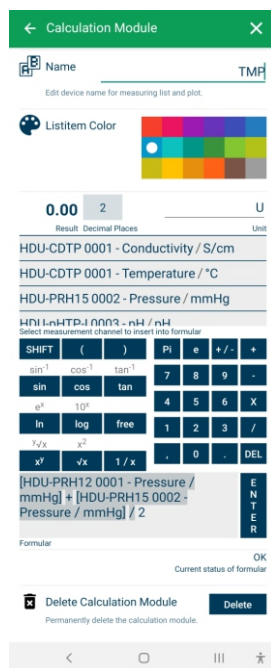 Calculation Module
Name
TMP
Edit device name for measuring list and plot.
Listitem Color
0.00
2
U
Result Decimal Places
Unit
HDU-CDTP 0001 - Conductivity / S/cm
HDU-CDTP 0001 - Temperature / °C
HDU-PRH15 0002 - Pressure / mmHg
HDU-pHTP-I 0003 - pH / pH
Select measurement channel to insert into formular
SHIFT ( ) Pi e +/- +
sin⁻¹ cos⁻¹ tan⁻¹
sin cos tan
7 8 9 -
eˣ 10ˣ
ln log free
4 5 6 X
1 2 3 /
ʸ√x x²
xʸ √x 1 / x
, 0 . DEL
[HDU-PRH12 0001 - Pressure /
mmHg] + [HDU-PRH15 0002 -
Pressure / mmHg] / 2
E
N
T
E
R
Formular
OK
Current status of formular
Delete Calculation Module
Delete
Permanently delete the calculation module.